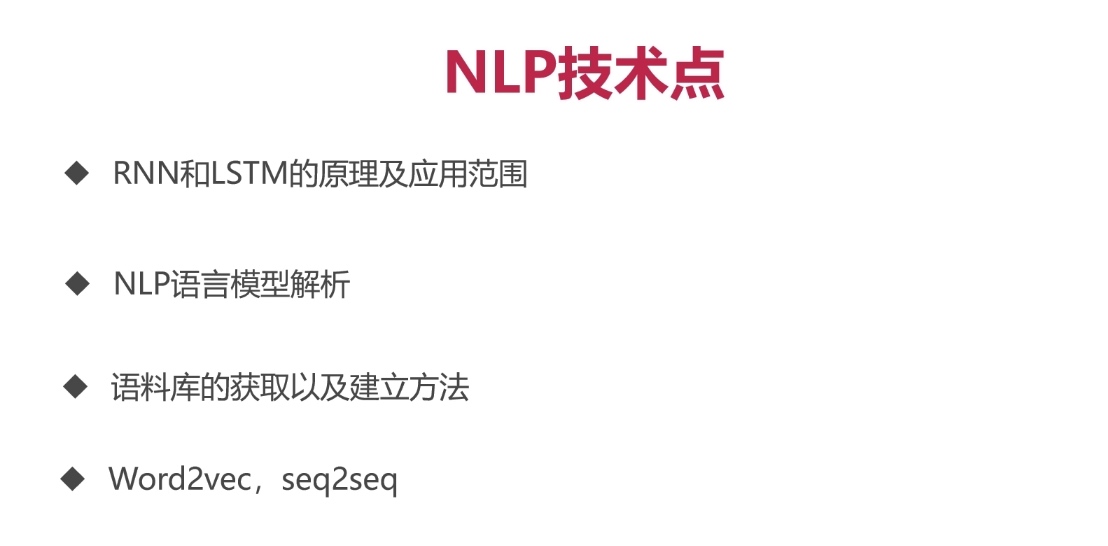 NLP技术点
◆ RNN和LSTM的原理及应用范围
◆ NLP语言模型解析
◆ 语料库的获取以及建立方法
◆ Word2vec，seq2seq